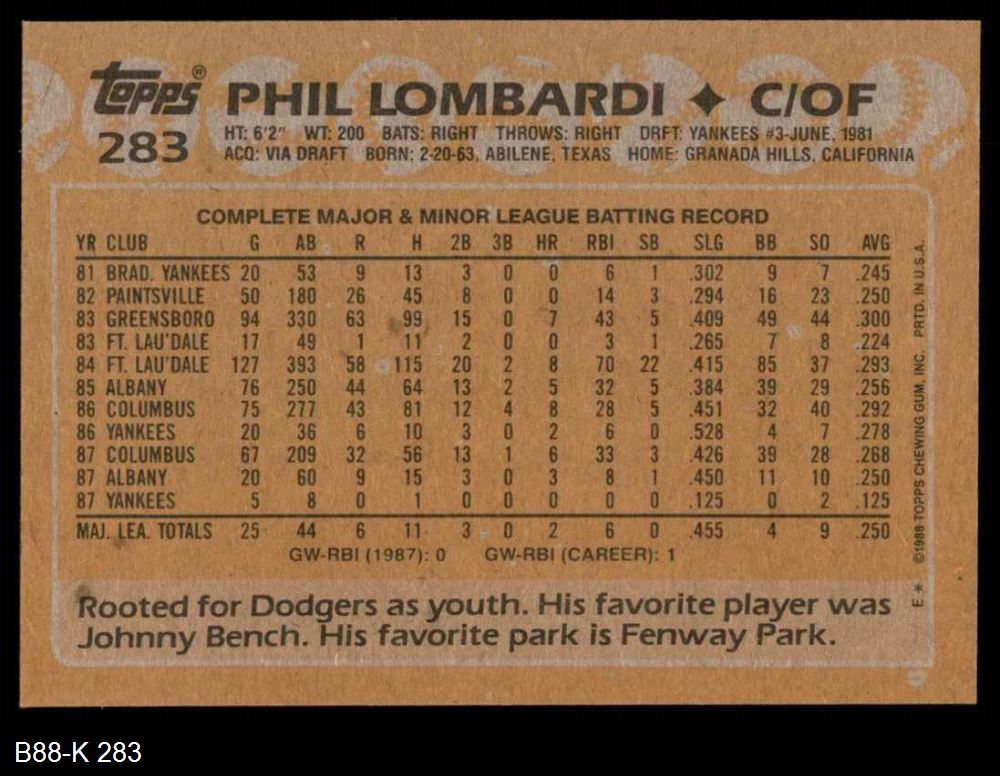 topps® PHIL LOMBARDI ♦ C/OF
283 HT: 6'2" WT: 200 BATS: RIGHT THROWS: RIGHT DRFT: YANKEES #3-JUNE, 1981
ACQ: VIA DRAFT BORN: 2-20-63, ABILENE, TEXAS HOME: GRANADA HILLS, CALIFORNIA
COMPLETE MAJOR & MINOR LEAGUE BATTING RECORD
YR CLUB G AB R H 2B 3B HR RBI SB SLG BB SO AVG
81 BRAD. YANKEES 20 53 9 13 3 0 0 6 1 .302 9 7 .245
82 PAINTSVILLE 50 180 26 45 8 0 0 14 3 .294 16 23 .250
83 GREENSBORO 94 330 63 99 15 0 7 43 5 .409 49 44 .300
83 FT. LAU'DALE 17 49 1 11 2 0 0 3 1 .265 7 8 .224
84 FT. LAU'DALE 127 393 58 115 20 2 8 70 22 .415 85 37 .293
85 ALBANY 76 250 44 64 13 2 5 32 5 .384 39 29 .256
86 COLUMBUS 75 277 43 81 12 4 8 28 5 .451 32 40 .292
86 YANKEES 20 36 6 10 3 0 2 6 0 .528 4 7 .278
87 COLUMBUS 67 209 32 56 13 1 6 33 3 .426 39 28 .268
87 ALBANY 20 60 9 15 3 0 3 8 1 .450 11 10 .250
87 YANKEES 5 8 0 1 0 0 0 0 0 .125 0 2 .125
MAJ. LEA. TOTALS 25 44 6 11 3 0 2 6 0 .455 4 9 .250
GW-RBI (1987): 0 GW-RBI (CAREER): 1
Rooted for Dodgers as youth. His favorite player was
Johnny Bench. His favorite park is Fenway Park.
E * ©1988 TOPPS CHEWING GUM, INC. PRTD. IN U.S.A.
B88-K 283